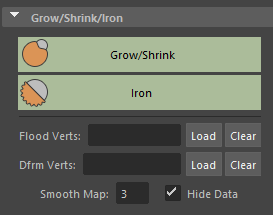 Grow/Shrink/Iron
Grow/Shrink
Iron
Flood Verts: Load Clear
Dfrm Verts: Load Clear
Smooth Map: 3 Hide Data